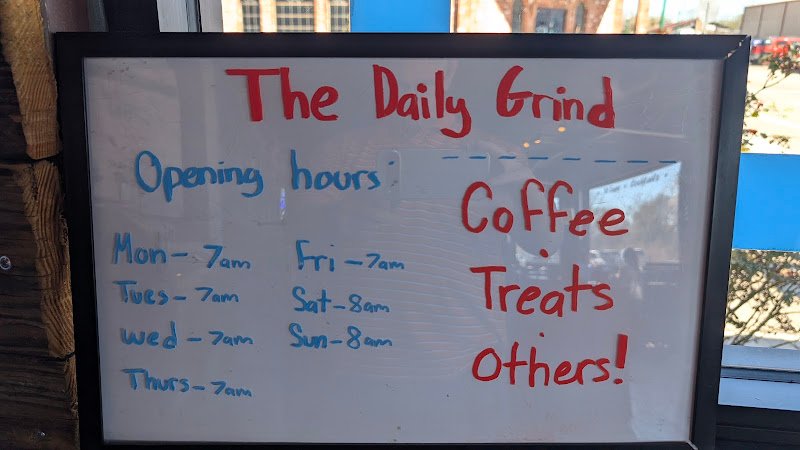 The Daily Grind
Opening hours:
Mon - 7am
Tues - 7am
Wed - 7am
Thurs - 7am
Fri - 7am
Sat - 8am
Sun - 8am
Coffee
Treats
Others!